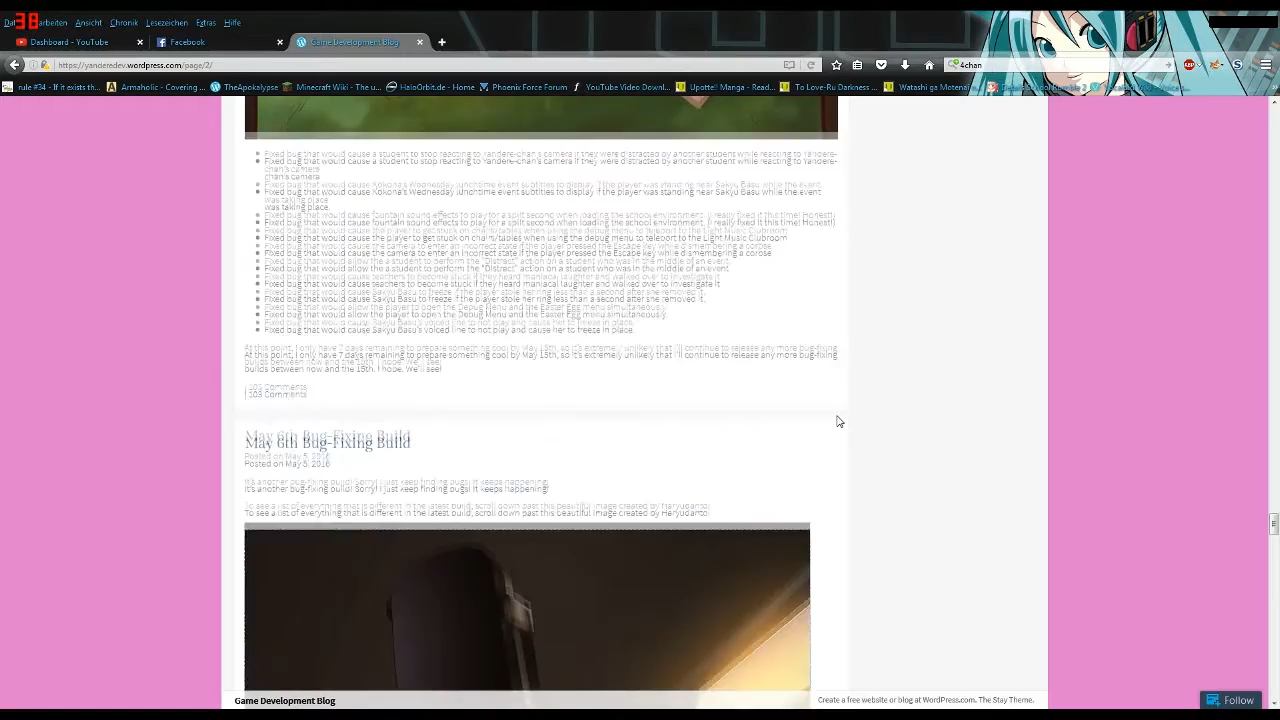 38
Ansicht Chronik Lesezeichen Extras Hilfe
Dashboard - YouTube Facebook Game Development Blog
https://yanderedev.wordpress.com/page/2/ 4chan
rule #34 - If it exists th... Armaholic - Covering ... TheApokalypse Minecraft Wiki - The u... HaloOrbit.de - Home Phoenix Force Forum YouTube Video Down... Upotte Manga - Read... To Love-Ru Darkness ... Watashi ga Motenai...
Fixed bug that would cause a student to stop reacting to Yandere-chan's camera if they were distracted by another student while reacting to Yandere-
chan's camera
Fixed bug that would cause Kokona's Wednesday lunchtime event subtitles to display if the player was standing near Sakyu Basu while the event
was taking place.
Fixed bug that would cause fountain sound effects to play for a split second when loading the school environment. (I really fixed it this time! Honest!)
Fixed bug that would cause the player to get stuck on chairs/tables when using the debug menu to teleport to the Light Music Clubroom
Fixed bug that would cause the camera to enter an incorrect state if the player pressed the Escape key while dismembering a corpse
Fixed bug that would allow the a student to perform the "Distract" action on a student who was in the middle of an event.
Fixed bug that would cause teachers to become stuck if they heard maniacal laughter and walked over to investigate it
Fixed bug that would cause Sakyu Basu to freeze if the player stole her ring less than a second after she removed it.
Fixed bug that would allow the player to open the Debug Menu and the Easter Egg menu simultaneously.
Fixed bug that would cause Sakyu Basu's voiced line to not play and cause her to freeze in place.
At this point, I only have 7 days remaining to prepare something cool by May 15th, so it's extremely unlikely that I'll continue to release any more bug-fixing
builds between now and the 15th. I hope. We'll see!
| 103 Comments
May 6th Bug-Fixing Build
Posted on May 5, 2016
It's another bug-fixing build! Sorry! I just keep finding bugs! It keeps happening!
To see a list of everything that is different in the latest build, scroll down past this beautiful image created by Haryudanto!
Game Development Blog
Create a free website or blog at WordPress.com. The Stay Theme.
Follow